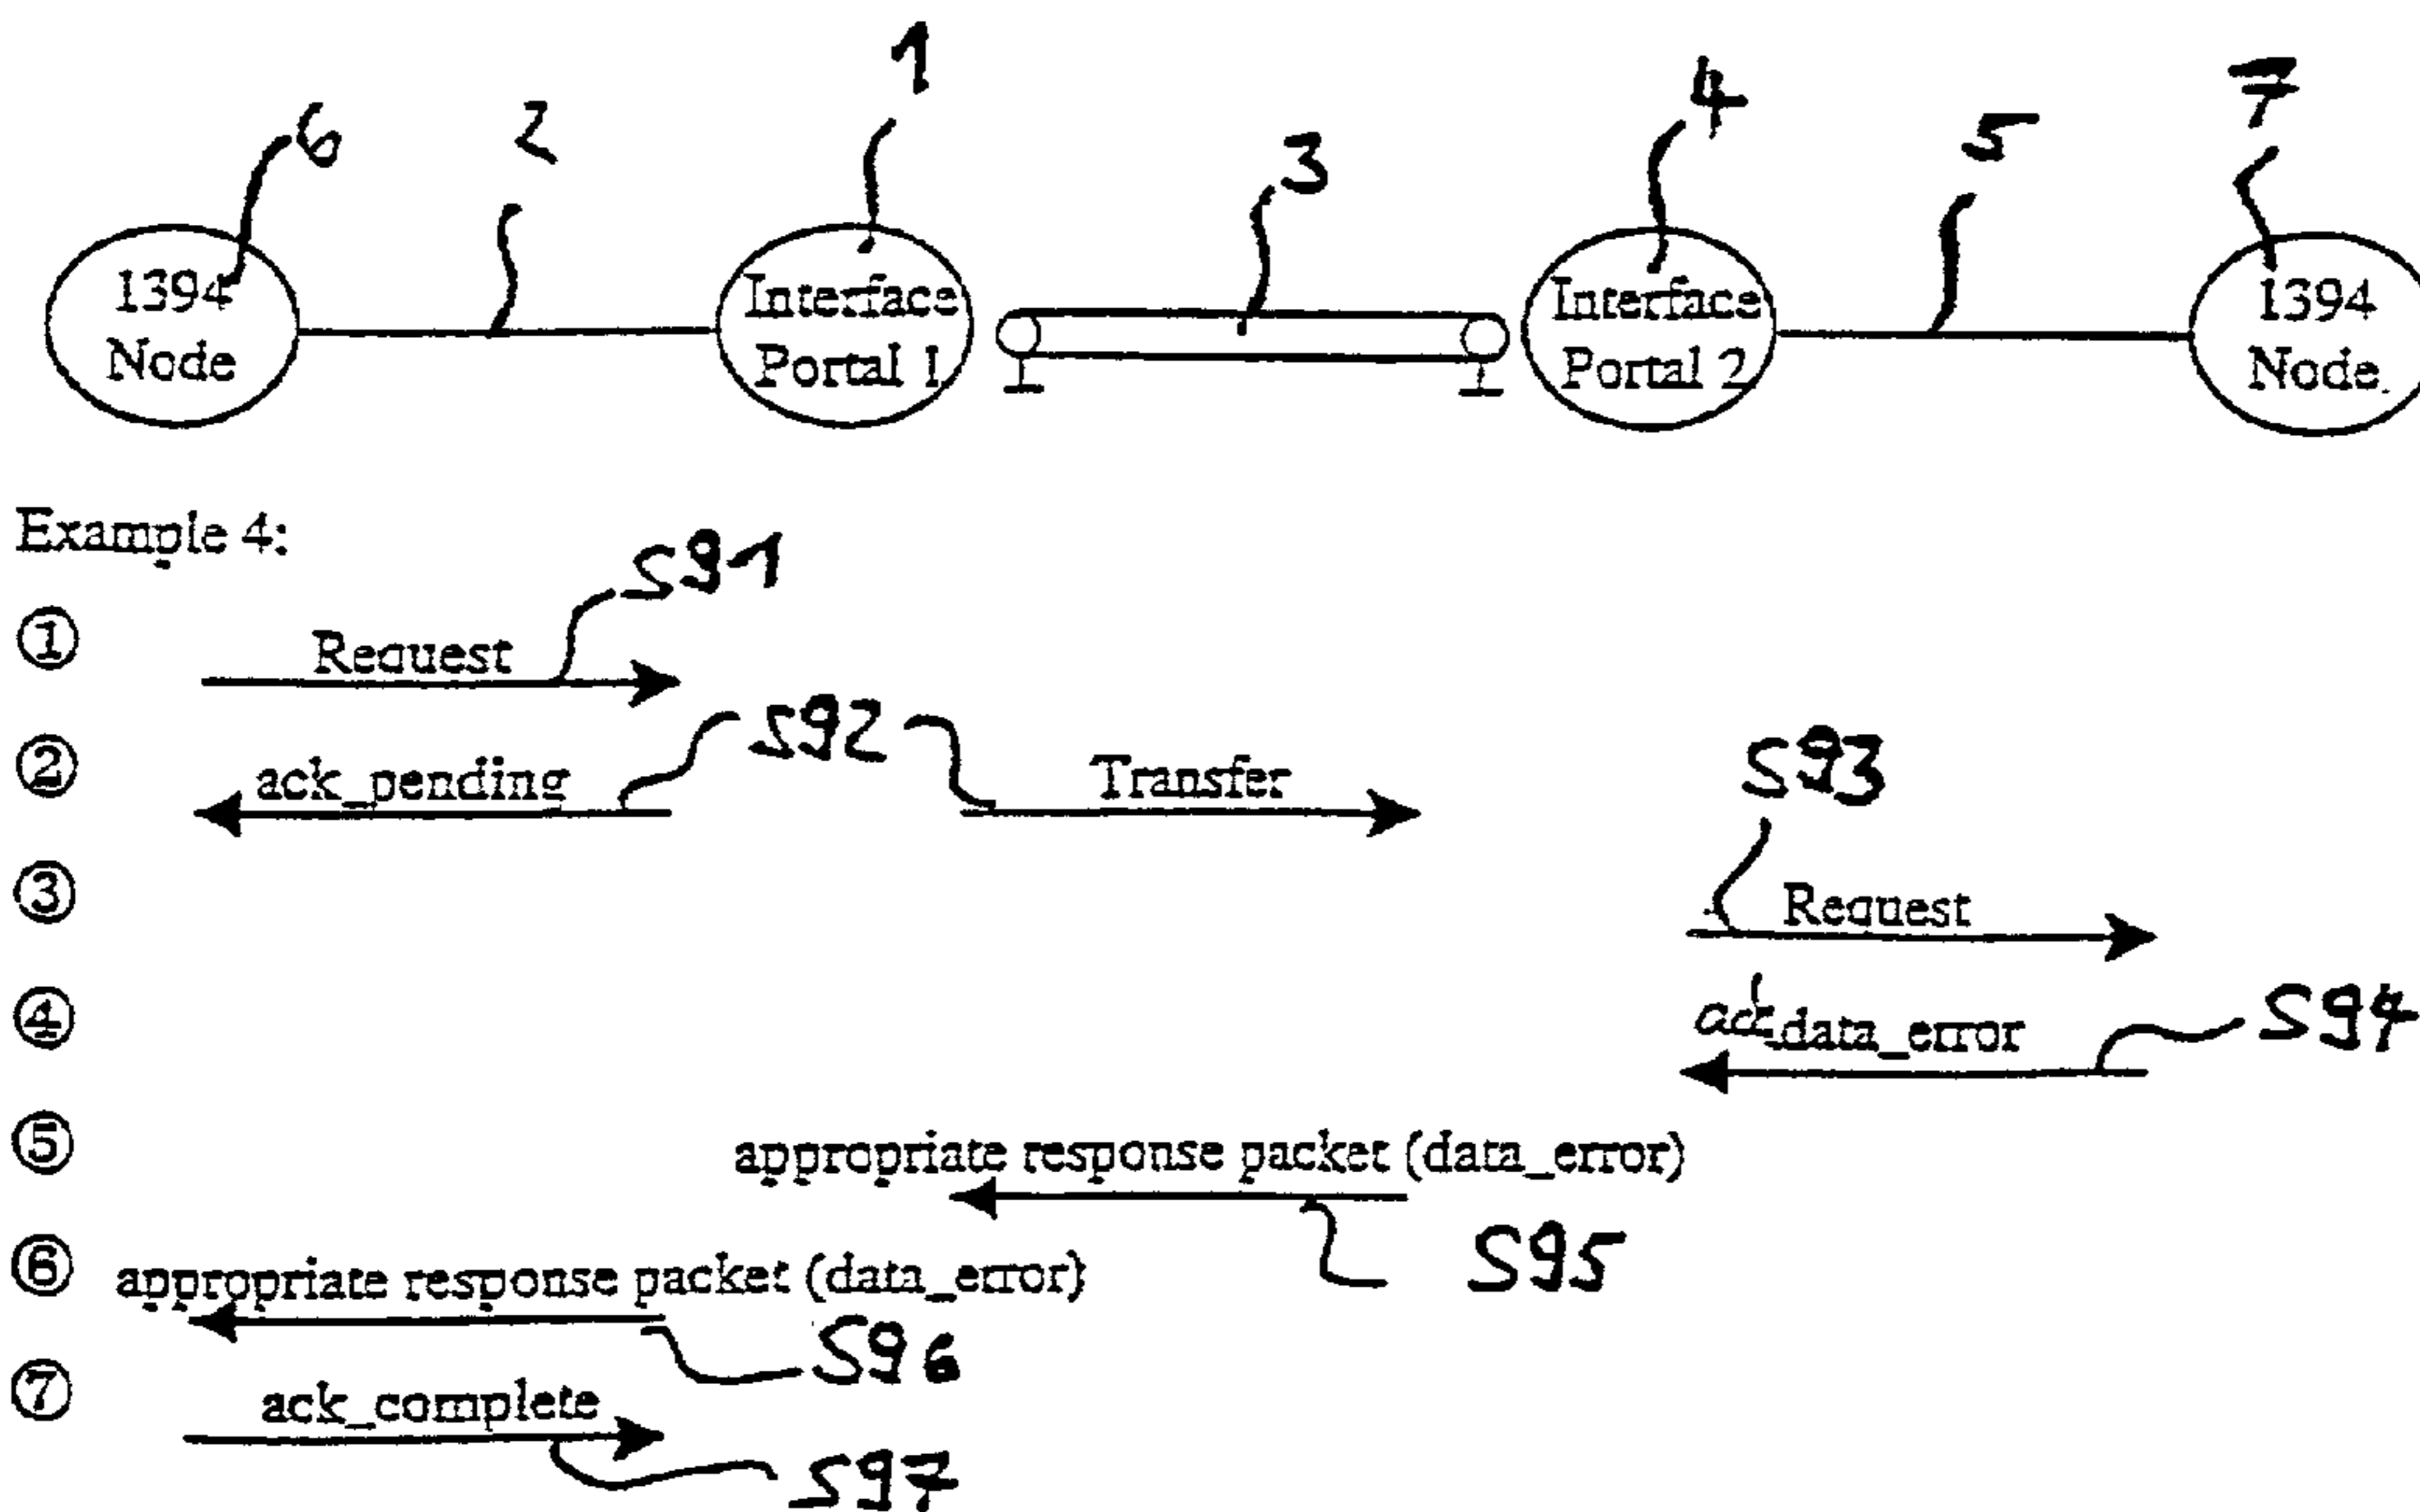 1
6
2
3
4
5
7
1394
Node
Interface
Portal 1
Interface
Portal 2
1394
Node
Example 4:
S91
① Request
S92
② ack_pending Transfer
S93
③ Request
④ ack_data_error S94
⑤ appropriate response packet (data_error)
S95
⑥ appropriate response packet (data_error)
S96
⑦ ack_complete
S97